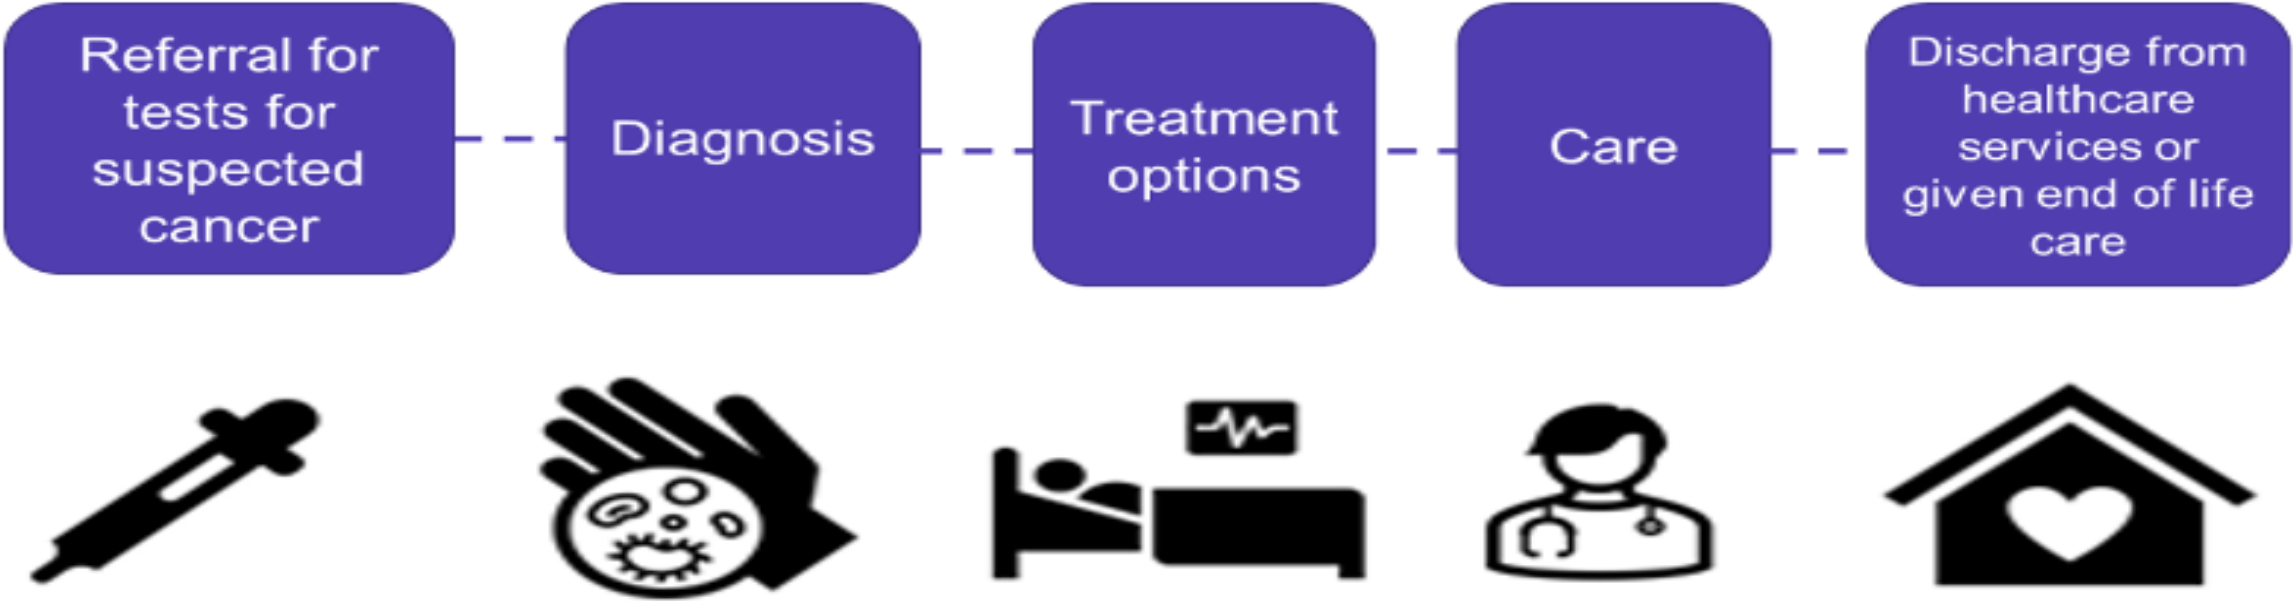 Referral for
tests for
suspected
cancer
Diagnosis
Treatment
options
Care
Discharge from
healthcare
services or
given end of life
care